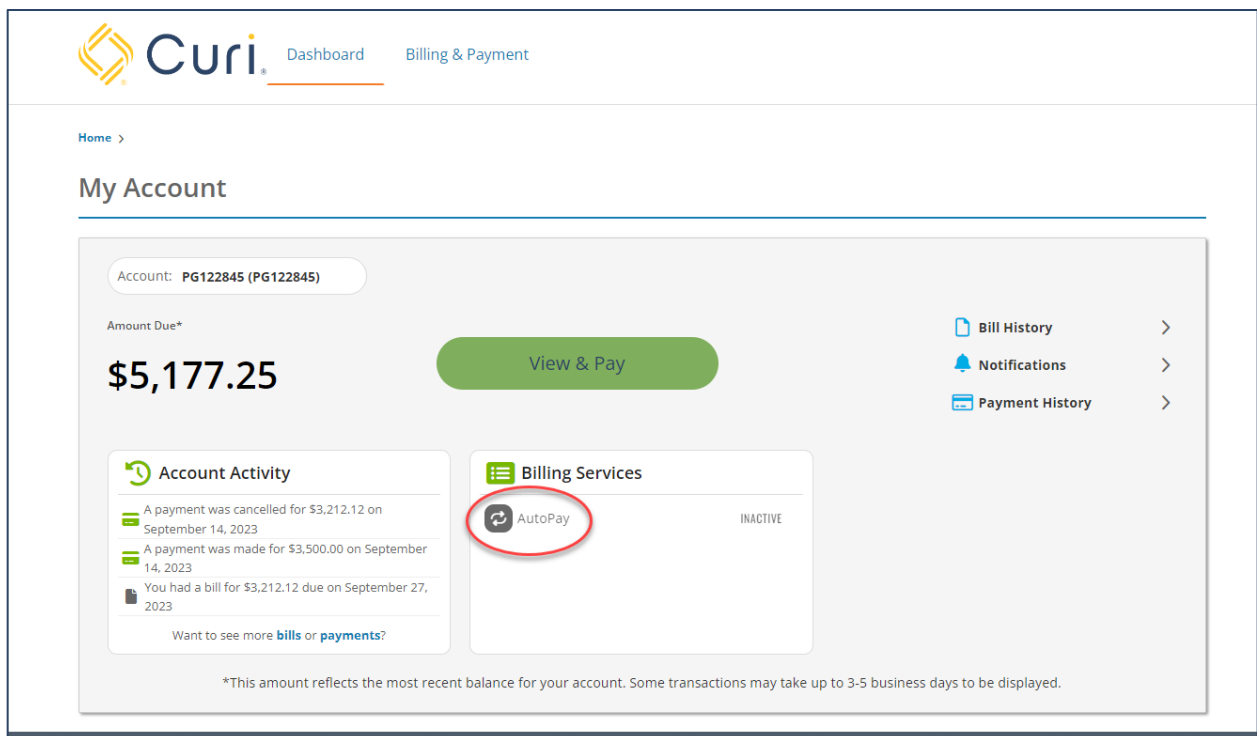 Curi.®
Dashboard
Billing & Payment
Home >
My Account
Account: PG122845 (PG122845)
Amount Due*
$5,177.25
View & Pay
Bill History
Notifications
Payment History
Account Activity
A payment was cancelled for $3,212.12 on
September 14, 2023
A payment was made for $3,500.00 on September
14, 2023
You had a bill for $3,212.12 due on September 27,
2023
Want to see more bills or payments?
Billing Services
AutoPay
INACTIVE
*This amount reflects the most recent balance for your account. Some transactions may take up to 3-5 business days to be displayed.